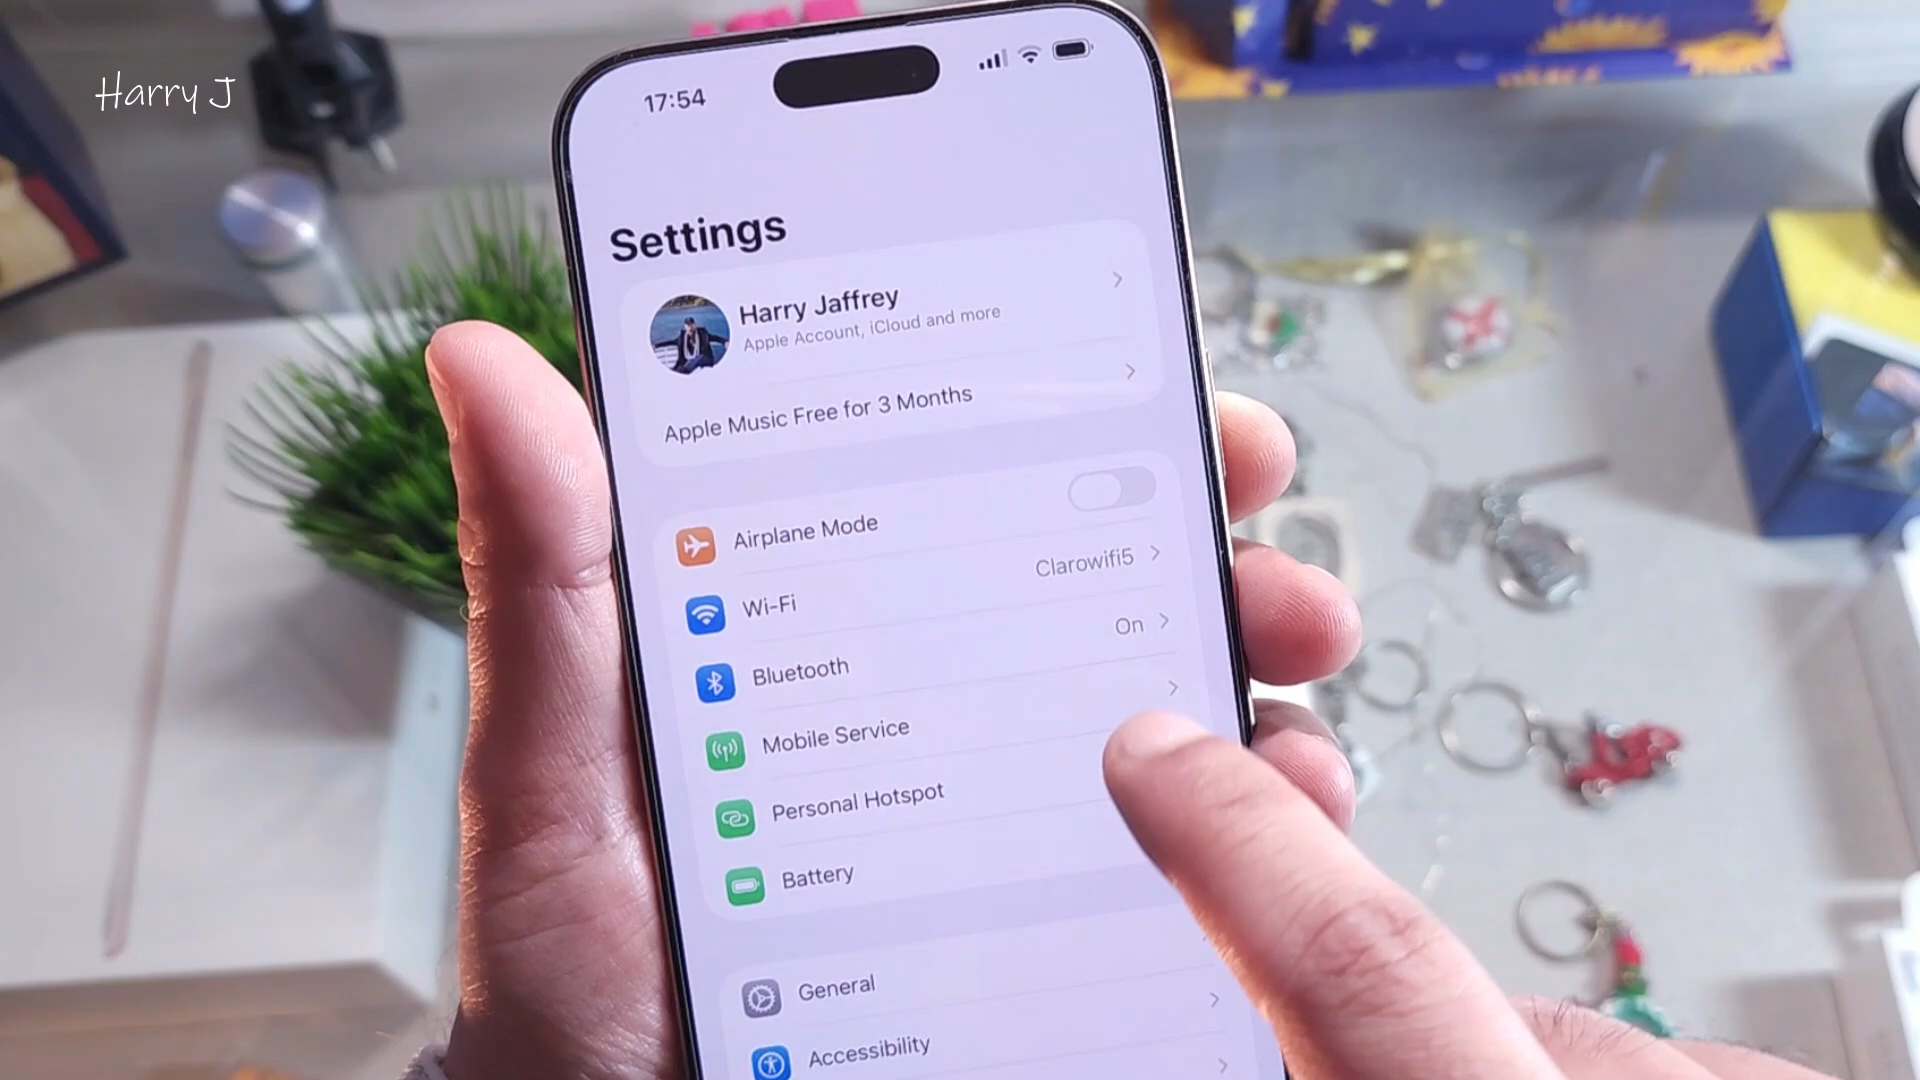 Harry J
17:54
Settings
Harry Jaffrey
Apple Account, iCloud and more
Apple Music Free for 3 Months
Airplane Mode
Wi-Fi
Clarowifi5
Bluetooth
On
Mobile Service
Personal Hotspot
Battery
General
Accessibility